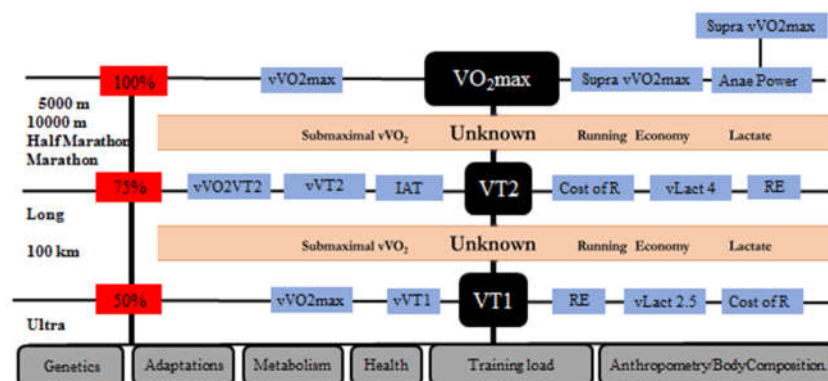 Supra vVO2max
100% vVO2max VO₂max Supra vVO2max Anae Power
5000 m
10000 m
Half Marathon
Marathon
Submaximal vVO₂ Unknown Running Economy Lactate
75% vVO2VT2 vVT2 IAT VT2 Cost of R vLact 4 RE
Long
100 km
Submaximal vVO₂ Unknown Running Economy Lactate
50% vVO2max vVT1 VT1 RE vLact 2.5 Cost of R
Ultra
Genetics Adaptations Metabolism Health Training load Anthropometry/BodyComposition.